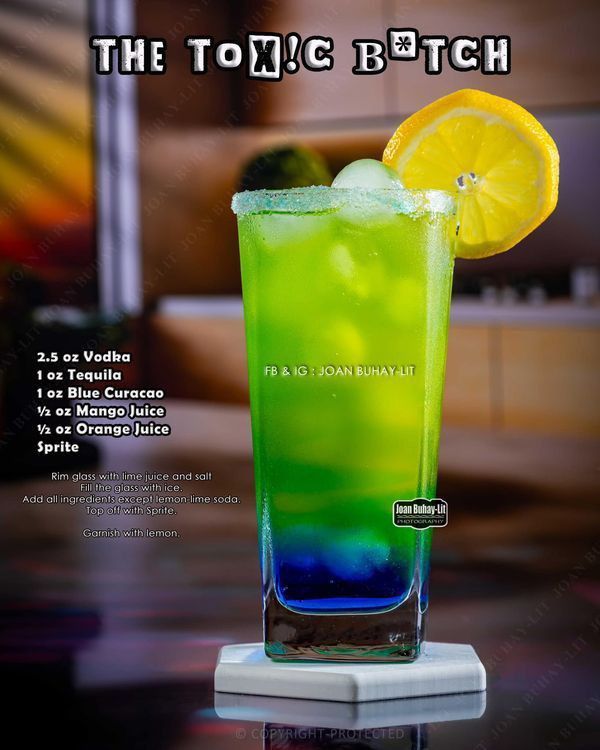 THE TOX!C B*TCH
2.5 oz Vodka
1 oz Tequila
1 oz Blue Curacao
½ oz Mango Juice
½ oz Orange Juice
Sprite
Rim glass with lime juice and salt
Fill the glass with ice.
Add all ingredients except lemon-lime soda.
Top off with Sprite.
Garnish with lemon.
FB & IG : JOAN BUHAY-LIT
Joan Buhay-Lit
PHOTOGRAPHY
JOAN BUHAY-LIT
© COPYRIGHT-PROTECTED